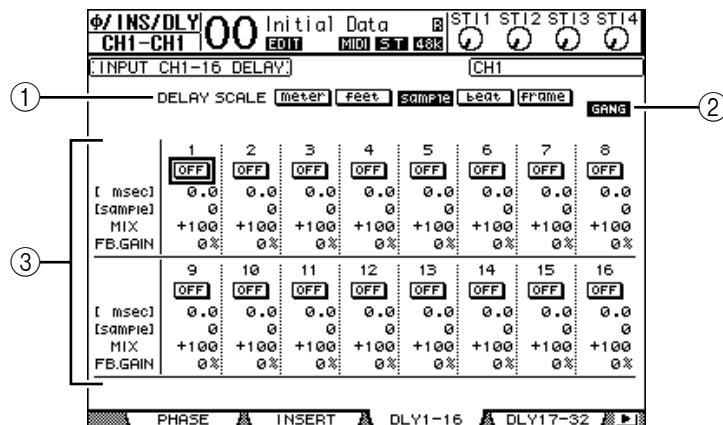 Φ/INS/DLY 00 Initial Data B STI1 STI2 STI3 STI4
CH1-CH1 EDIT MIDI ST 48K
INPUT CH1-16 DELAY CH1
① DELAY SCALE meter feet sample beat frame
GANG ②
③
1 2 3 4 5 6 7 8
OFF OFF OFF OFF OFF OFF OFF OFF
[ msec] 0.0 0.0 0.0 0.0 0.0 0.0 0.0 0.0
[sample] 0 0 0 0 0 0 0 0
MIX +100 +100 +100 +100 +100 +100 +100 +100
FB.GAIN 0% 0% 0% 0% 0% 0% 0% 0%
9 10 11 12 13 14 15 16
OFF OFF OFF OFF OFF OFF OFF OFF
[ msec] 0.0 0.0 0.0 0.0 0.0 0.0 0.0 0.0
[sample] 0 0 0 0 0 0 0 0
MIX +100 +100 +100 +100 +100 +100 +100 +100
FB.GAIN 0% 0% 0% 0% 0% 0% 0% 0%
PHASE INSERT DLY1-16 DLY17-32